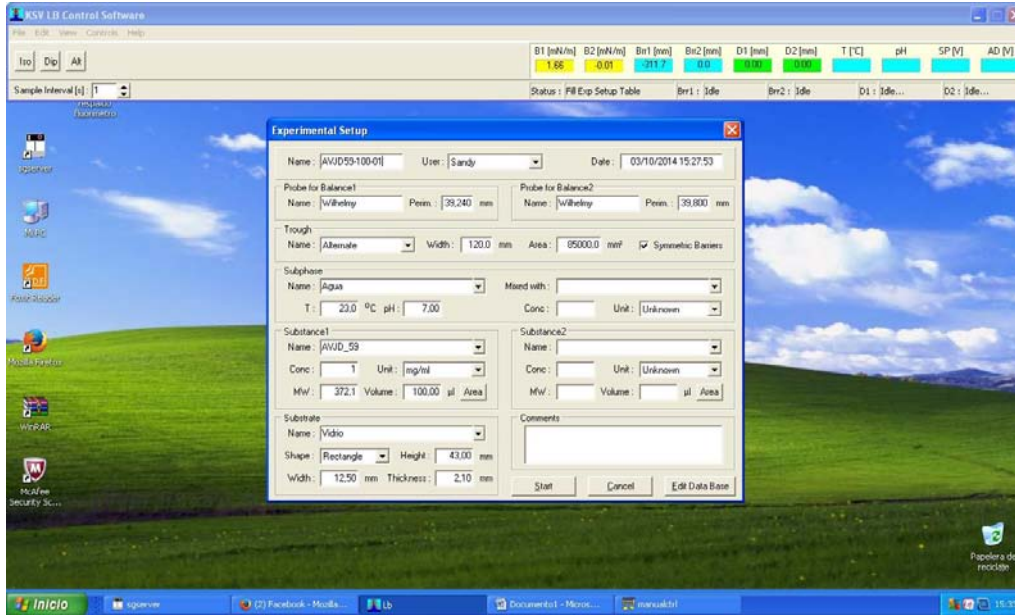 KSV LB Control Software
File Edit View Controls Help
Iso Dip Alt
B1 [mN/m] B2 [mN/m] Brr1 [mm] Brr2 [mm] D1 [mm] D2 [mm] T [°C] pH SP [V] AD [V]
1.66 -0.01 -311.7 0.0 0.00 0.00
Sample Interval [s] : 1
Status : Fill Exp Setup Table Brr1 : Idle Brr2 : Idle D1 : Idle... D2 : Idle...
respaldo
fluorimetro
sgserver
Mi PC
Foxit Reader
Mozilla Firefox
WinRAR
McAfee
Security Sc...
Experimental Setup
Name : AVJD59-100-01 User : Sandy Date : 03/10/2014 15:27:53
Probe for Balance1
Name : Wilhelmy Perim. : 39,240 mm
Probe for Balance2
Name : Wilhelmy Perim. : 39,800 mm
Trough
Name : Alternate Width : 120.0 mm Area : 85000.0 mm² Symmetric Barriers
Subphase
Name : Agua Mixed with :
T : 23,0 ºC pH : 7,00 Conc : Unit : Unknown
Substance1
Name : AVJD_59
Conc : 1 Unit : mg/ml
MW : 372,1 Volume : 100,00 µl Area
Substance2
Name :
Conc : Unit : Unknown
MW : Volume : µl Area
Substrate
Name : Vidrio
Shape : Rectangle Height : 43,00 mm
Width : 12,50 mm Thickness : 2,10 mm
Comments
Start Cancel Edit Data Base
Papelera de
reciclaje
Inicio sgserver (2) Facebook - Mozilla... Lb Documento1 - Micros... manualctrl